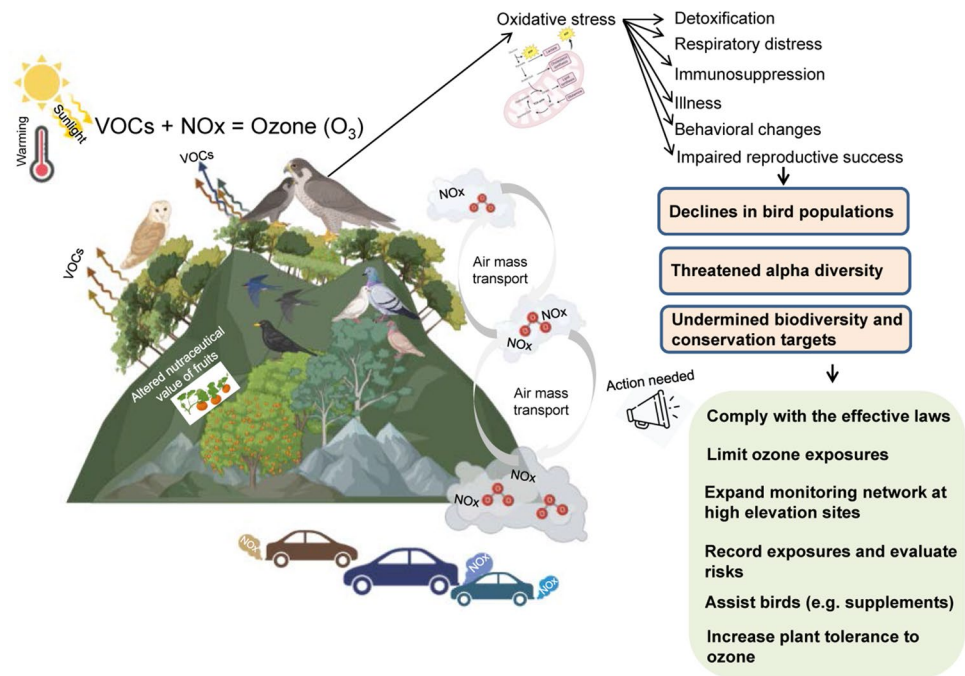 Oxidative stress
Detoxification
Respiratory distress
Immunosuppression
Illness
Behavioral changes
Impaired reproductive success
Sunlight
Warming
VOCs + NOx = Ozone (O3)
VOCs
VOCs
NOx
Air mass
transport
NOx
NOx
Air mass
transport
NOx
NOx
Altered nutraceutical
value of fruits
NOx
NOx
NOx
Declines in bird populations
Threatened alpha diversity
Undermined biodiversity and
conservation targets
Action needed
Comply with the effective laws
Limit ozone exposures
Expand monitoring network at
high elevation sites
Record exposures and evaluate
risks
Assist birds (e.g. supplements)
Increase plant tolerance to
ozone